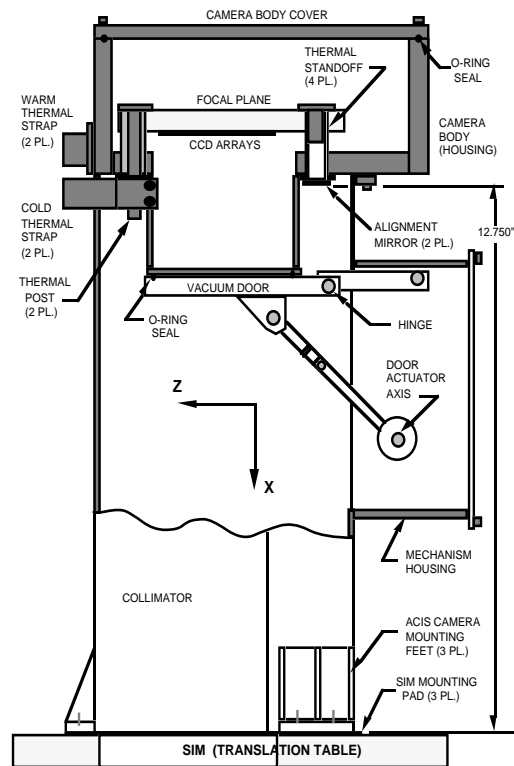 CAMERA BODY COVER
THERMAL
STANDOFF
(4 PL.)
O-RING
SEAL
WARM
THERMAL
STRAP
(2 PL.)
FOCAL PLANE
CCD ARRAYS
CAMERA
BODY
(HOUSING)
COLD
THERMAL
STRAP
(2 PL.)
ALIGNMENT
MIRROR (2 PL.)
12.750"
THERMAL
POST
(2 PL.)
VACUUM DOOR
O-RING
SEAL
HINGE
DOOR
ACTUATOR
AXIS
Z
X
MECHANISM
HOUSING
COLLIMATOR
ACIS CAMERA
MOUNTING
FEET (3 PL.)
SIM MOUNTING
PAD (3 PL.)
SIM (TRANSLATION TABLE)